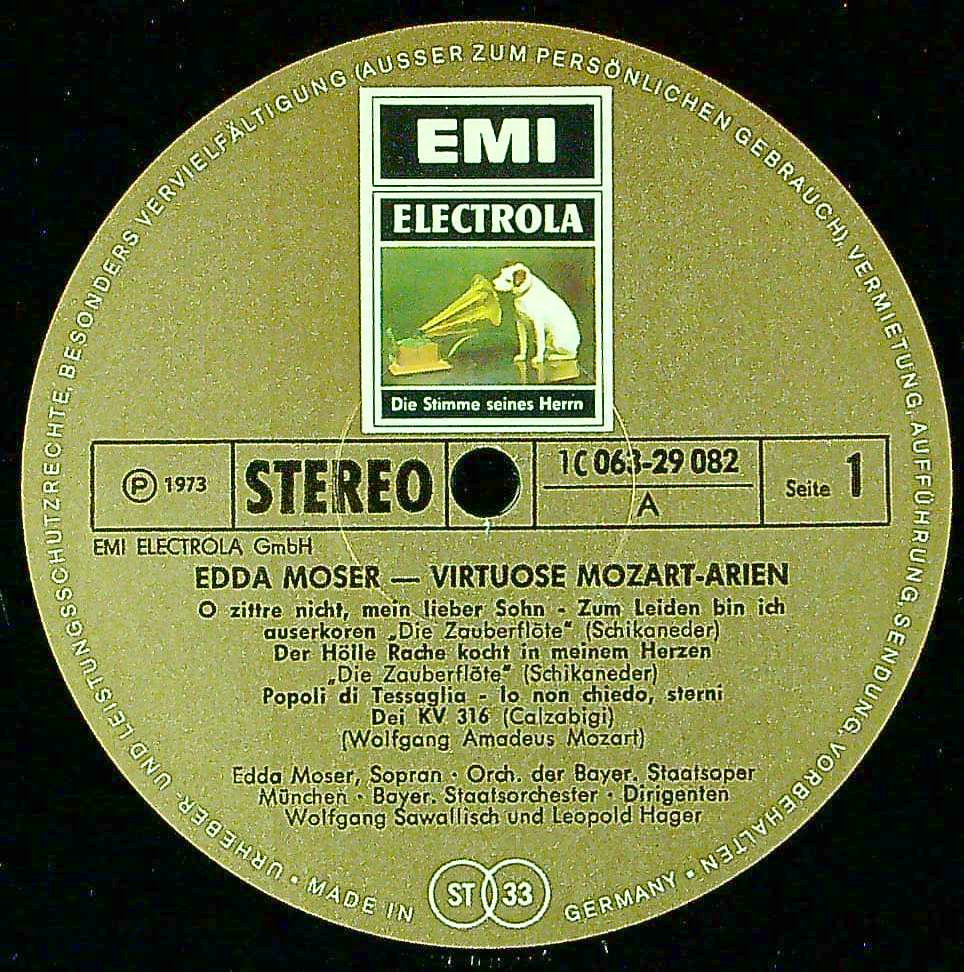 URHEBER- UND LEISTUNGSSCHUTZRECHTE, BESONDERS VERVIELFÄLTIGUNG (AUSSER ZUM PERSÖNLICHEN GEBRAUCH), VERMIETUNG, AUFFÜHRUNG, SENDUNG, VORBEHALTEN
EMI
ELECTROLA
Die Stimme seines Herrn
℗ 1973
STEREO
1C 063-29 082
A
Seite 1
EMI ELECTROLA GmbH
EDDA MOSER — VIRTUOSE MOZART-ARIEN
O zittre nicht, mein lieber Sohn - Zum Leiden bin ich
auserkoren „Die Zauberflöte" (Schikaneder)
Der Hölle Rache kocht in meinem Herzen
„Die Zauberflöte" (Schikaneder)
Popoli di Tessaglia - Io non chiedo, sterni
Dei KV 316 (Calzabigi)
(Wolfgang Amadeus Mozart)
Edda Moser, Sopran · Orch. der Bayer. Staatsoper
München · Bayer. Staatsorchester · Dirigenten
Wolfgang Sawallisch und Leopold Hager
• MADE IN
ST 33
GERMANY •